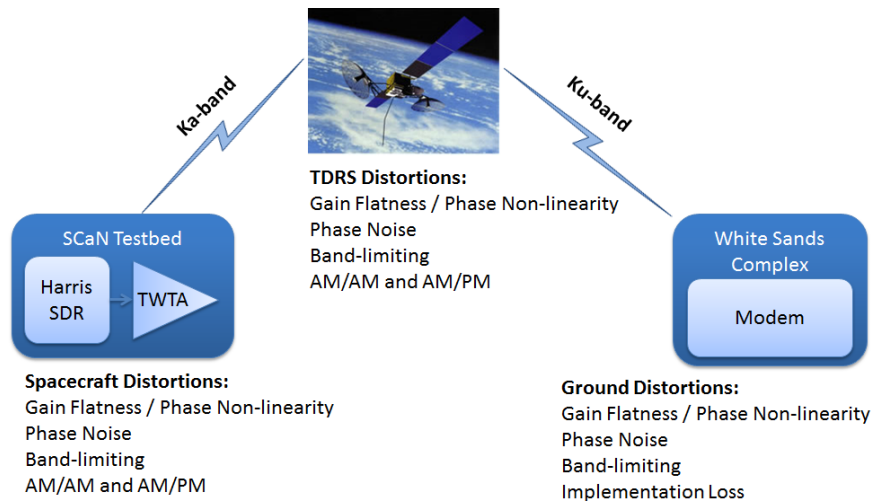 Ka-band
Ku-band
TDRS Distortions:
Gain Flatness / Phase Non-linearity
Phase Noise
Band-limiting
AM/AM and AM/PM
SCaN Testbed
Harris
SDR
TWTA
White Sands
Complex
Modem
Spacecraft Distortions:
Gain Flatness / Phase Non-linearity
Phase Noise
Band-limiting
AM/AM and AM/PM
Ground Distortions:
Gain Flatness / Phase Non-linearity
Phase Noise
Band-limiting
Implementation Loss